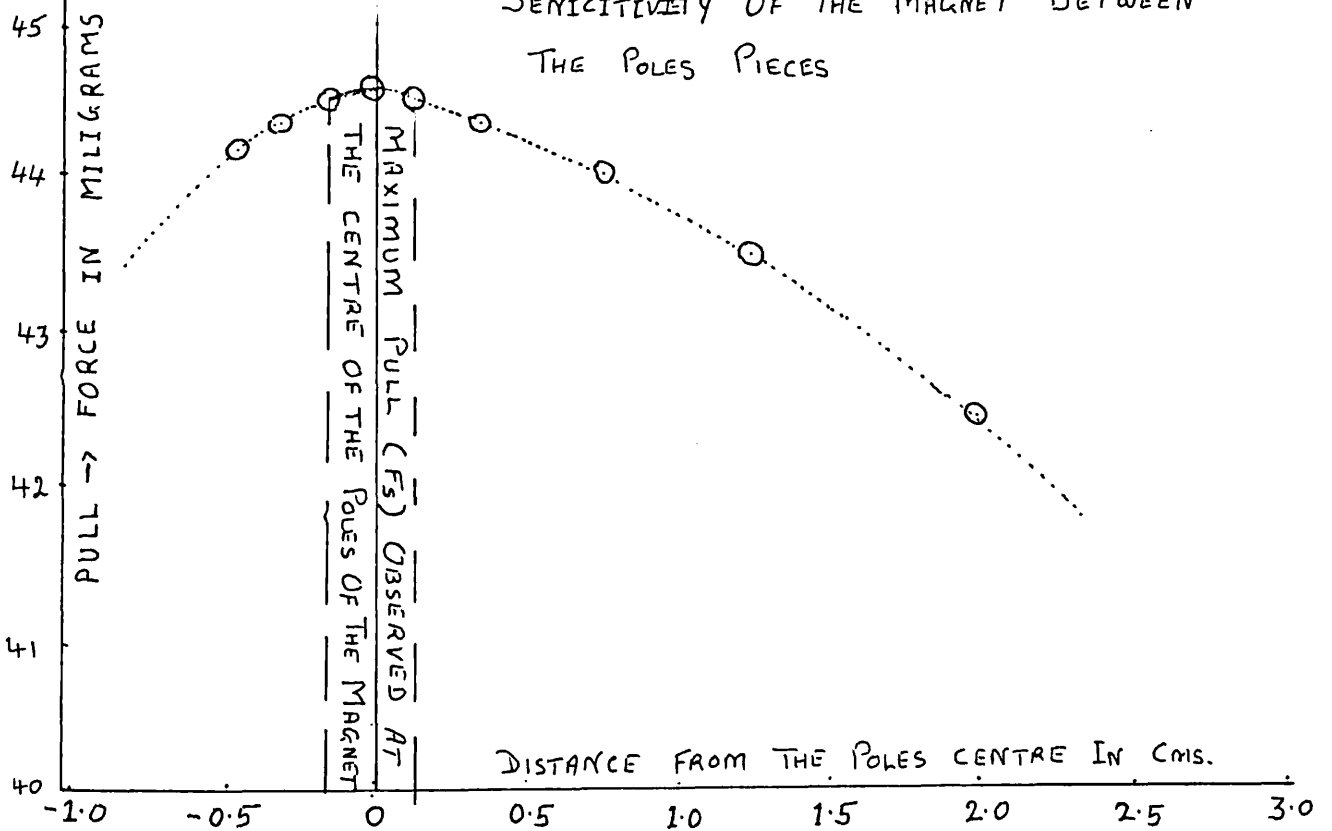 SENICITIVITY OF THE MAGNET BETWEEN
THE POLES PIECES
PULL → FORCE IN MILIGRAMS
45
44
43
42
41
40
MAXIMUM PULL (Fs) OBSERVED AT
THE CENTRE OF THE POLES OF THE MAGNET
DISTANCE FROM THE POLES CENTRE IN CMS.
-1.0 -0.5 0 0.5 1.0 1.5 2.0 2.5 3.0